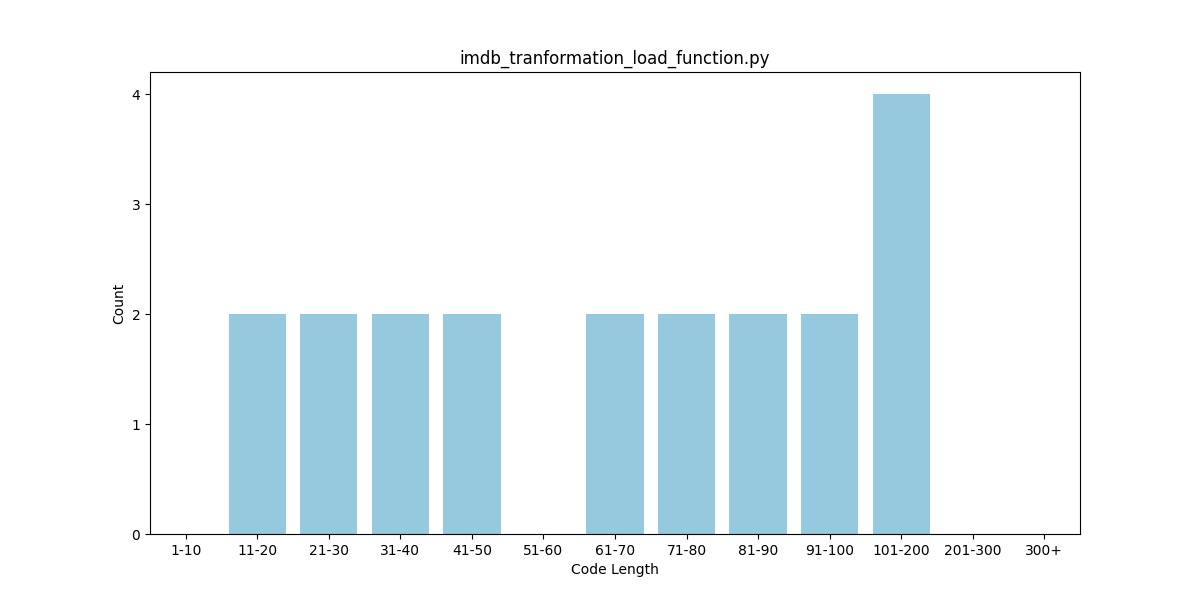 imdb_tranformation_load_function.py
4
3
2
1
0
Count
1-10 11-20 21-30 31-40 41-50 51-60 61-70 71-80 81-90 91-100 101-200 201-300 300+
Code Length